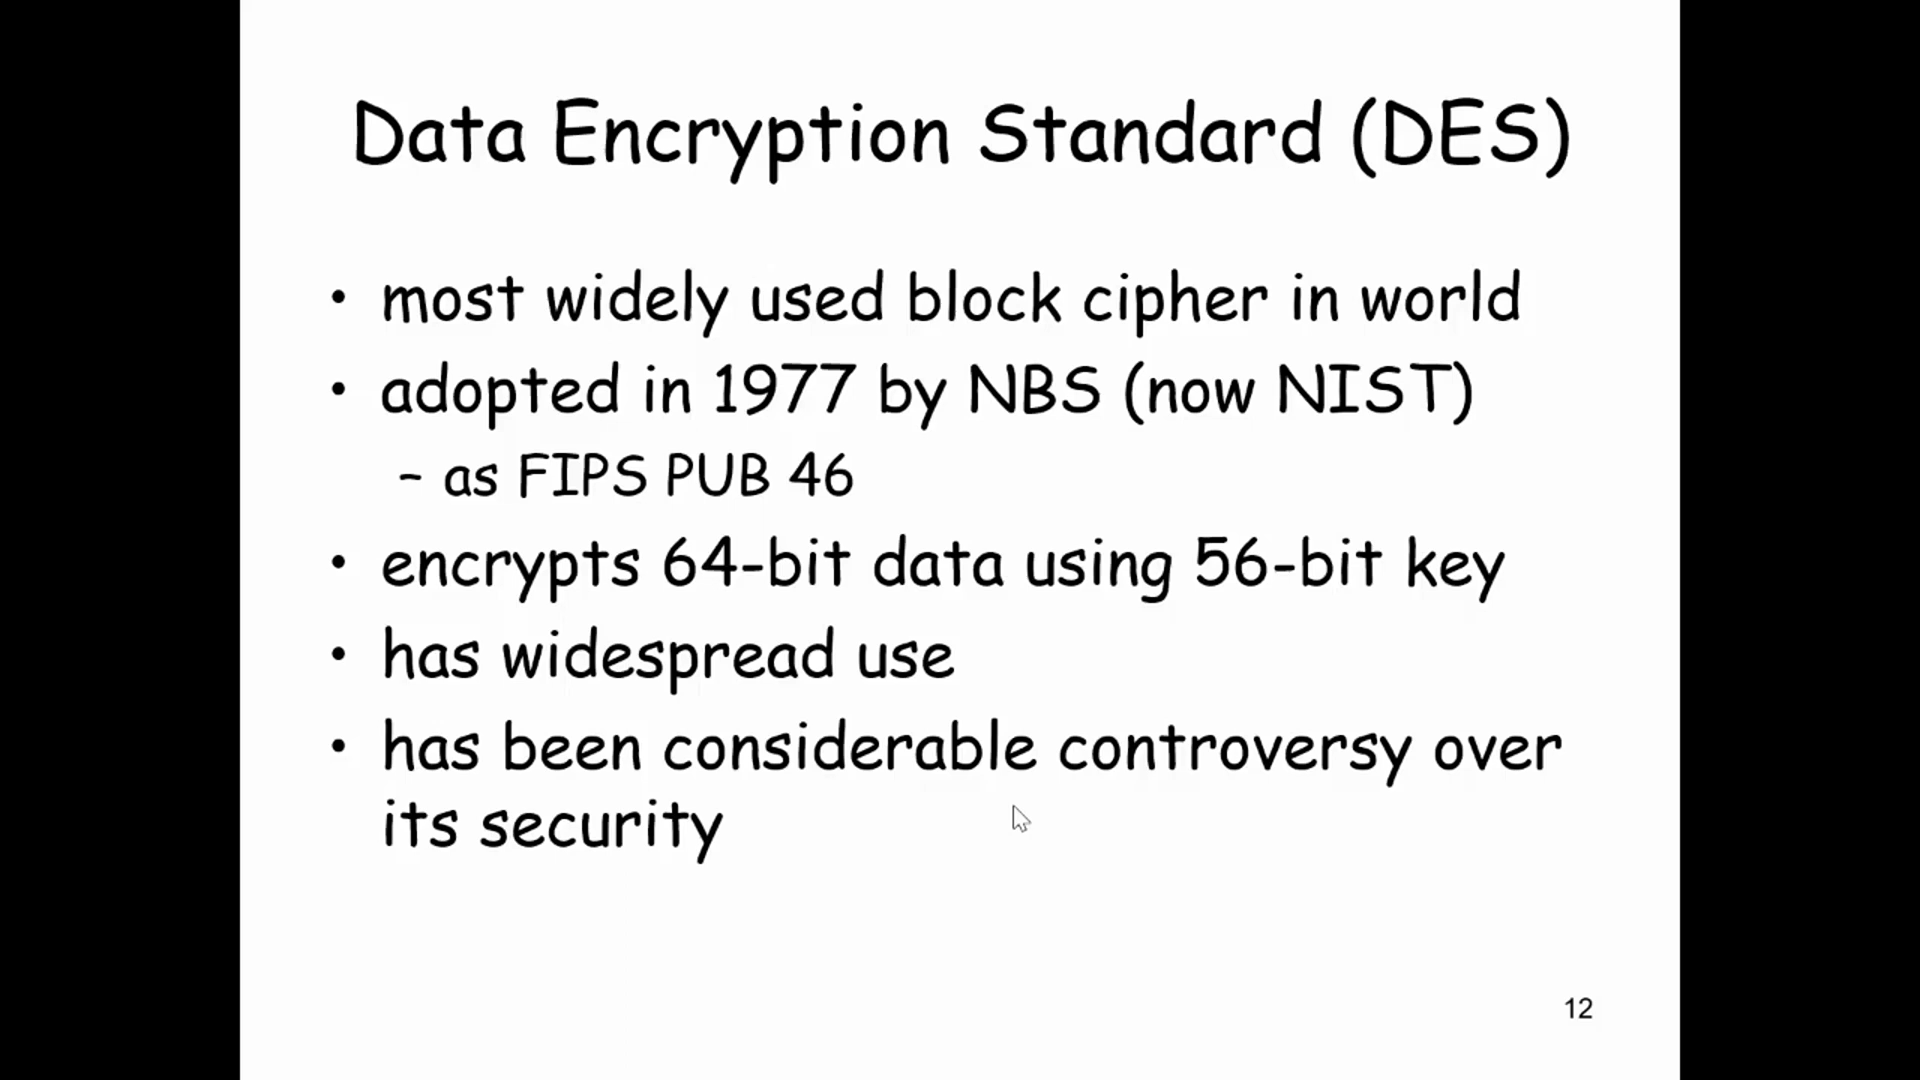 Data Encryption Standard (DES)
• most widely used block cipher in world
• adopted in 1977 by NBS (now NIST)
– as FIPS PUB 46
• encrypts 64-bit data using 56-bit key
• has widespread use
• has been considerable controversy over
its security
12